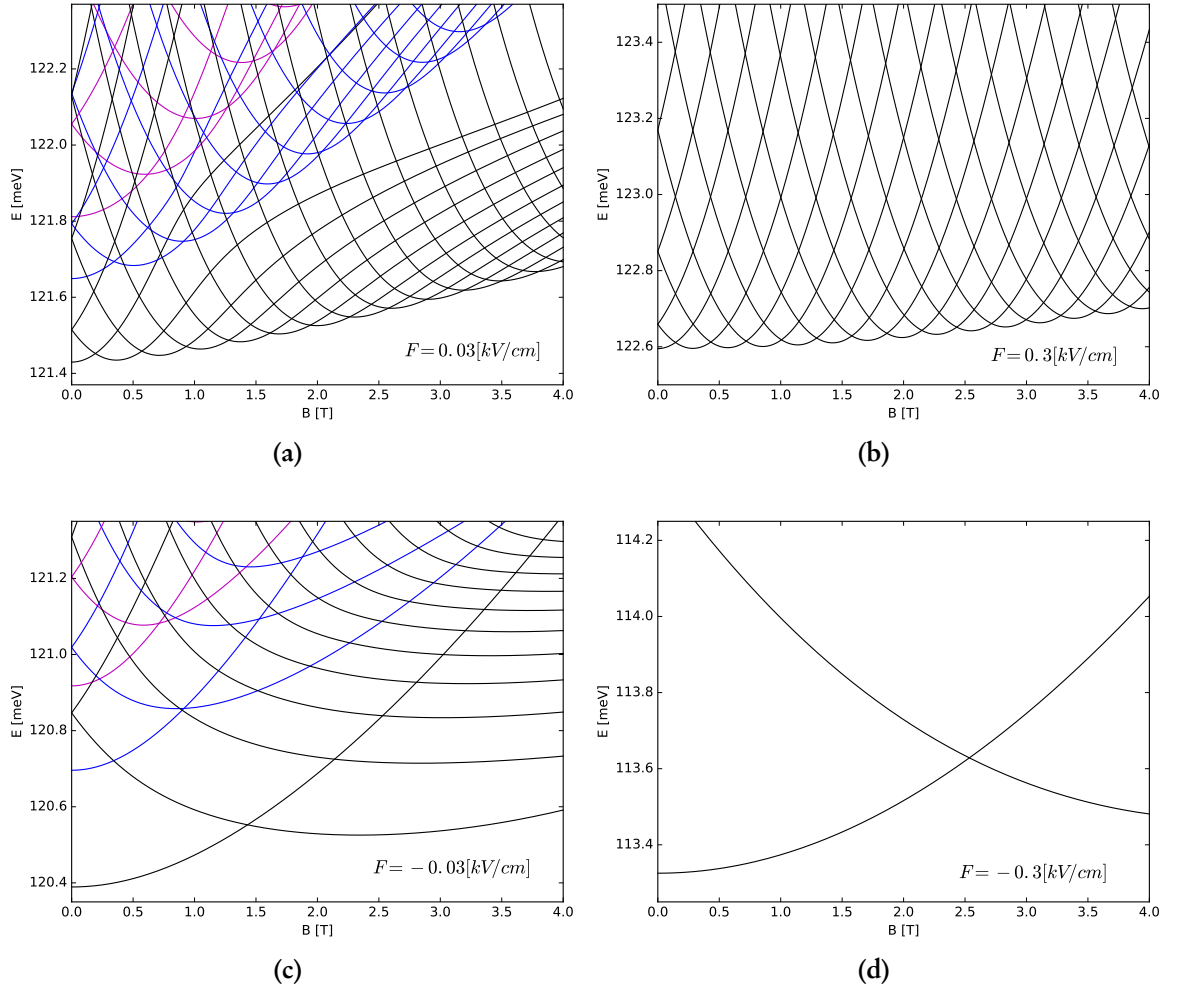 E [meV]
122.2
122.0
121.8
121.6
121.4
0.0 0.5 1.0 1.5 2.0 2.5 3.0 3.5 4.0
B [T]
F = 0.03[kV/cm]
(a)
E [meV]
123.4
123.2
123.0
122.8
122.6
0.0 0.5 1.0 1.5 2.0 2.5 3.0 3.5 4.0
B [T]
F = 0.3[kV/cm]
(b)
E [meV]
121.2
121.0
120.8
120.6
120.4
0.0 0.5 1.0 1.5 2.0 2.5 3.0 3.5 4.0
B [T]
F = −0.03[kV/cm]
(c)
E [meV]
114.2
114.0
113.8
113.6
113.4
0.0 0.5 1.0 1.5 2.0 2.5 3.0 3.5 4.0
B [T]
F = −0.3[kV/cm]
(d)